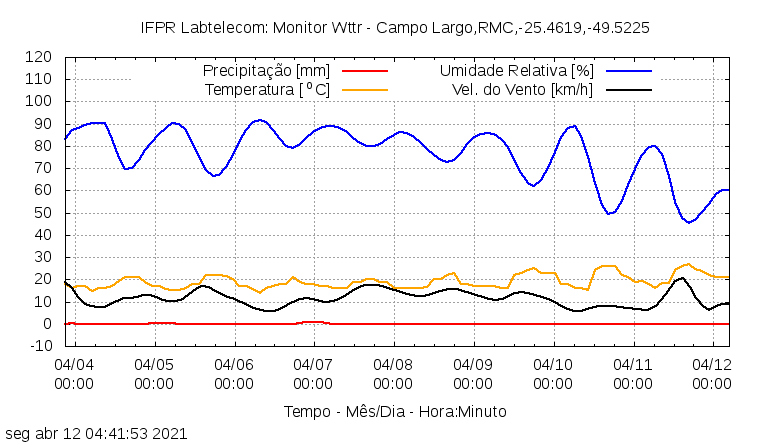 IFPR Labtelecom: Monitor Wttr - Campo Largo,RMC,-25.4619,-49.5225
120
110
100
90
80
70
60
50
40
30
20
10
0
-10
Precipitação [mm]
Temperatura [ ⁰C]
Umidade Relativa [%]
Vel. do Vento [km/h]
04/04 04/05 04/06 04/07 04/08 04/09 04/10 04/11 04/12
00:00 00:00 00:00 00:00 00:00 00:00 00:00 00:00 00:00
Tempo - Mês/Dia - Hora:Minuto
seg abr 12 04:41:53 2021